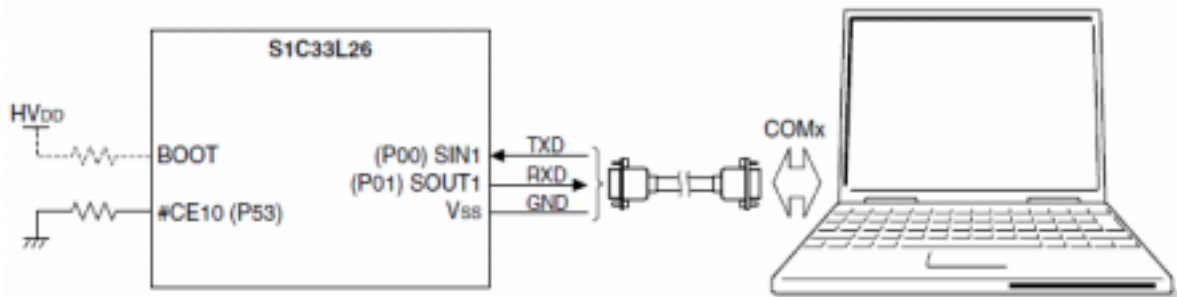 S1C33L26
HVDD
COMx
BOOT
(P00) SIN1
TXD
(P01) SOUT1
RXD
#CE10 (P53)
VSS
GND